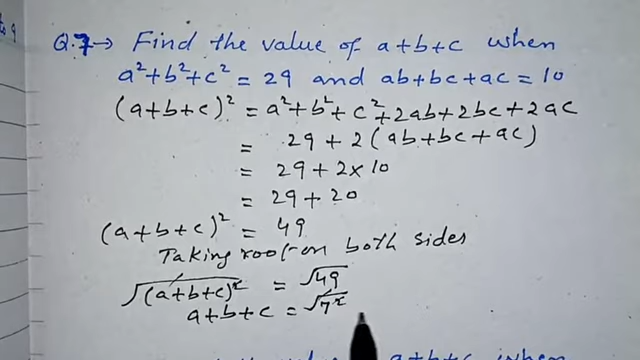 Q.7→ Find the value of a+b+c when
a²+b²+c² = 29 and ab+bc+ac = 10
(a+b+c)² = a²+b²+c²+2ab+2bc+2ac
= 29+2(ab+bc+ac)
= 29+2×10
= 29+20
(a+b+c)² = 49
Taking root on both sides
√(a+b+c)² = √49
a+b+c = √7²
a+b+c when